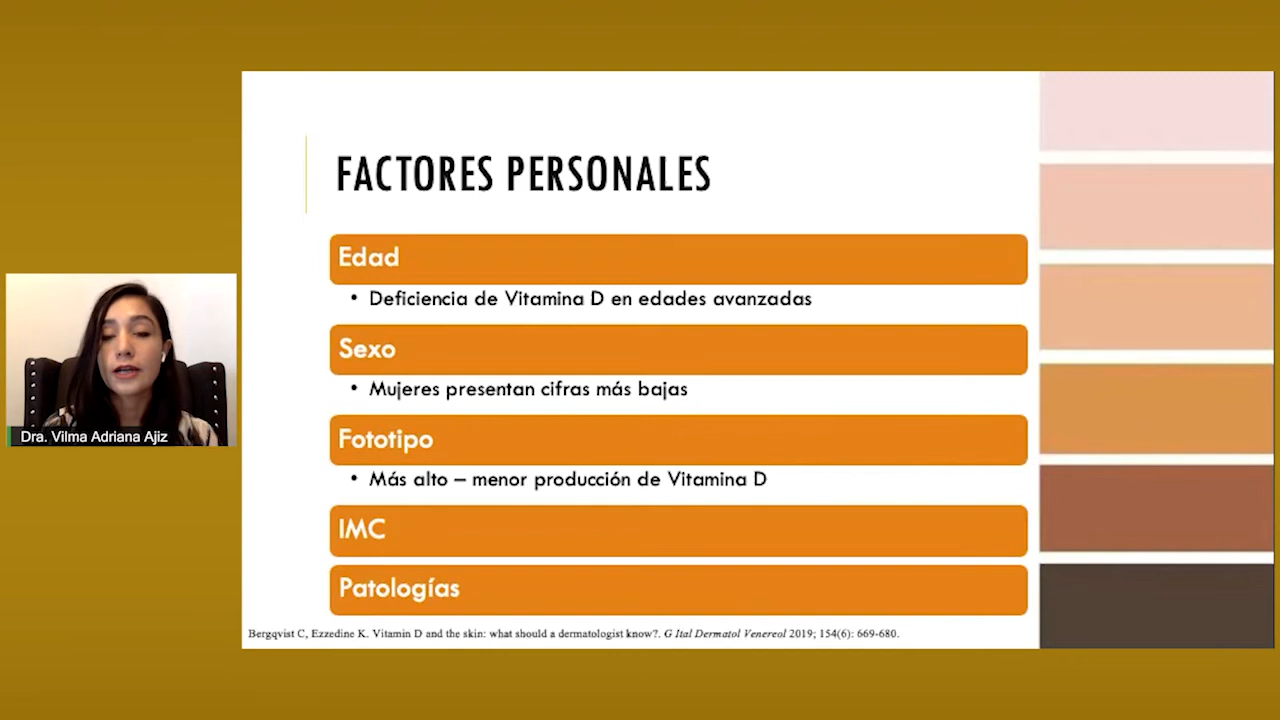 FACTORES PERSONALES
Edad
• Deficiencia de Vitamina D en edades avanzadas
Sexo
• Mujeres presentan cifras más bajas
Fototipo
• Más alto – menor producción de Vitamina D
IMC
Patologías
Bergqvist C, Ezzedine K. Vitamin D and the skin: what should a dermatologist know?. G Ital Dermatol Venereol 2019; 154(6): 669-680.
Dra. Vilma Adriana Ajiz